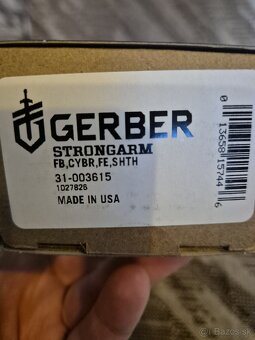 GERBER
STRONGARM
FB,CYBR,FE,SHTH
31-003615
1027826
MADE IN USA
0 13658 15744 6
Bazos.sk